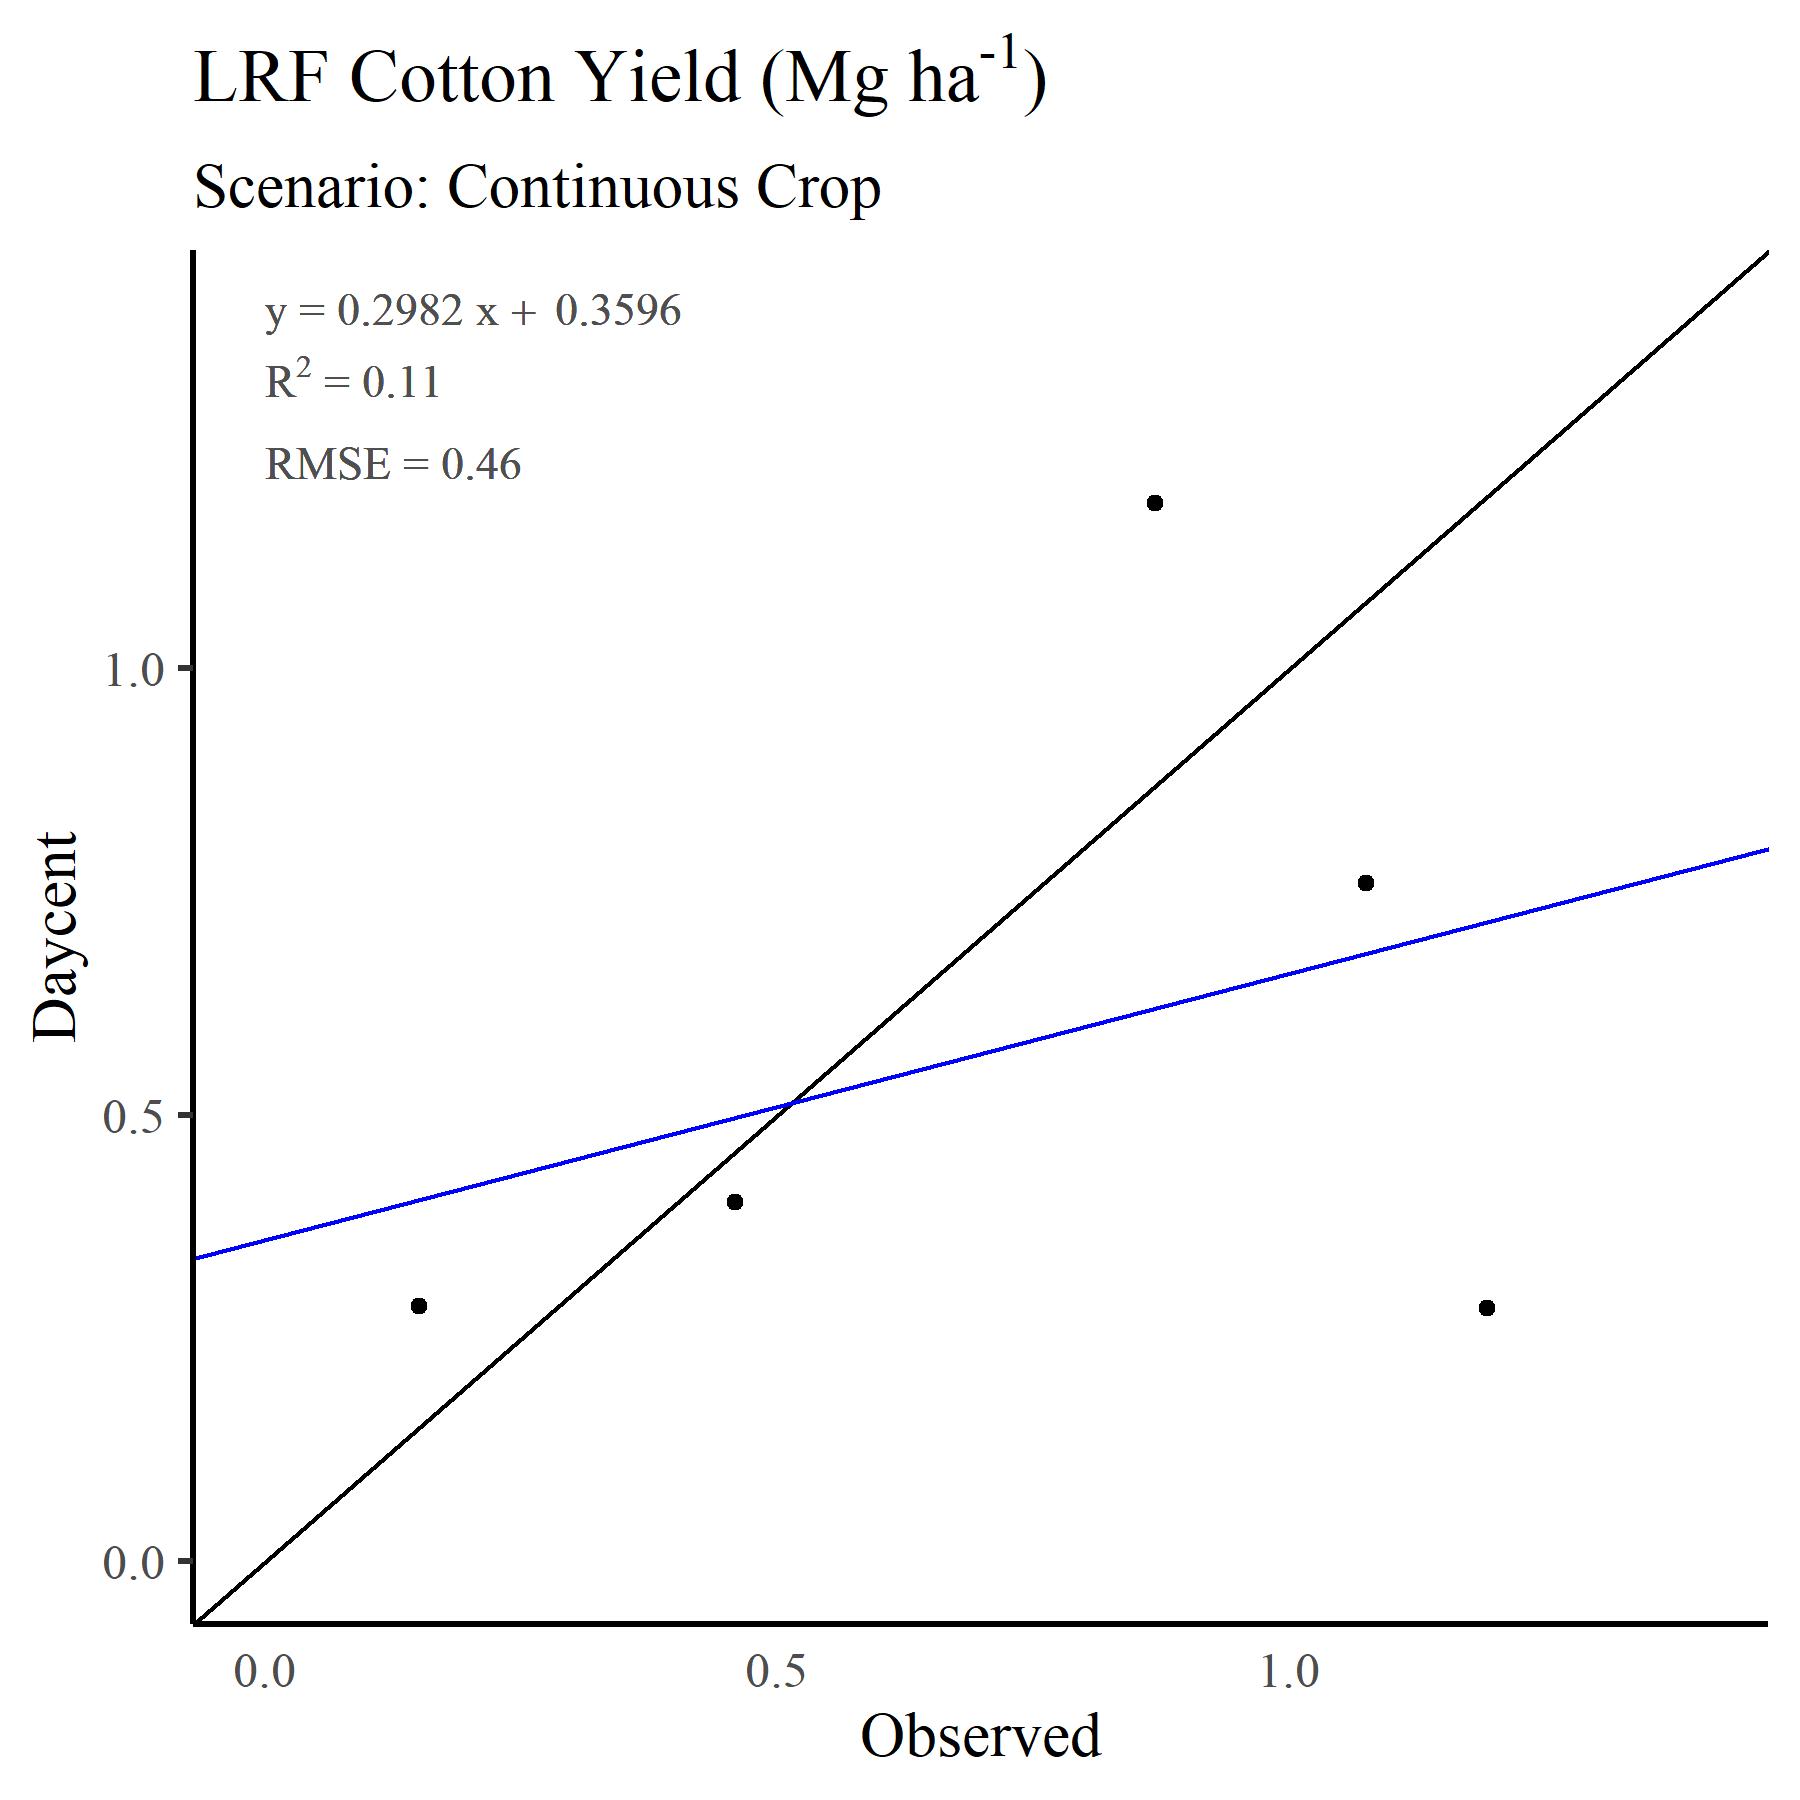 LRF Cotton Yield (Mg ha⁻¹)
Scenario: Continuous Crop
y = 0.2982 x + 0.3596
R² = 0.11
RMSE = 0.46
1.0
0.5
0.0
Daycent
0.0 0.5 1.0
Observed